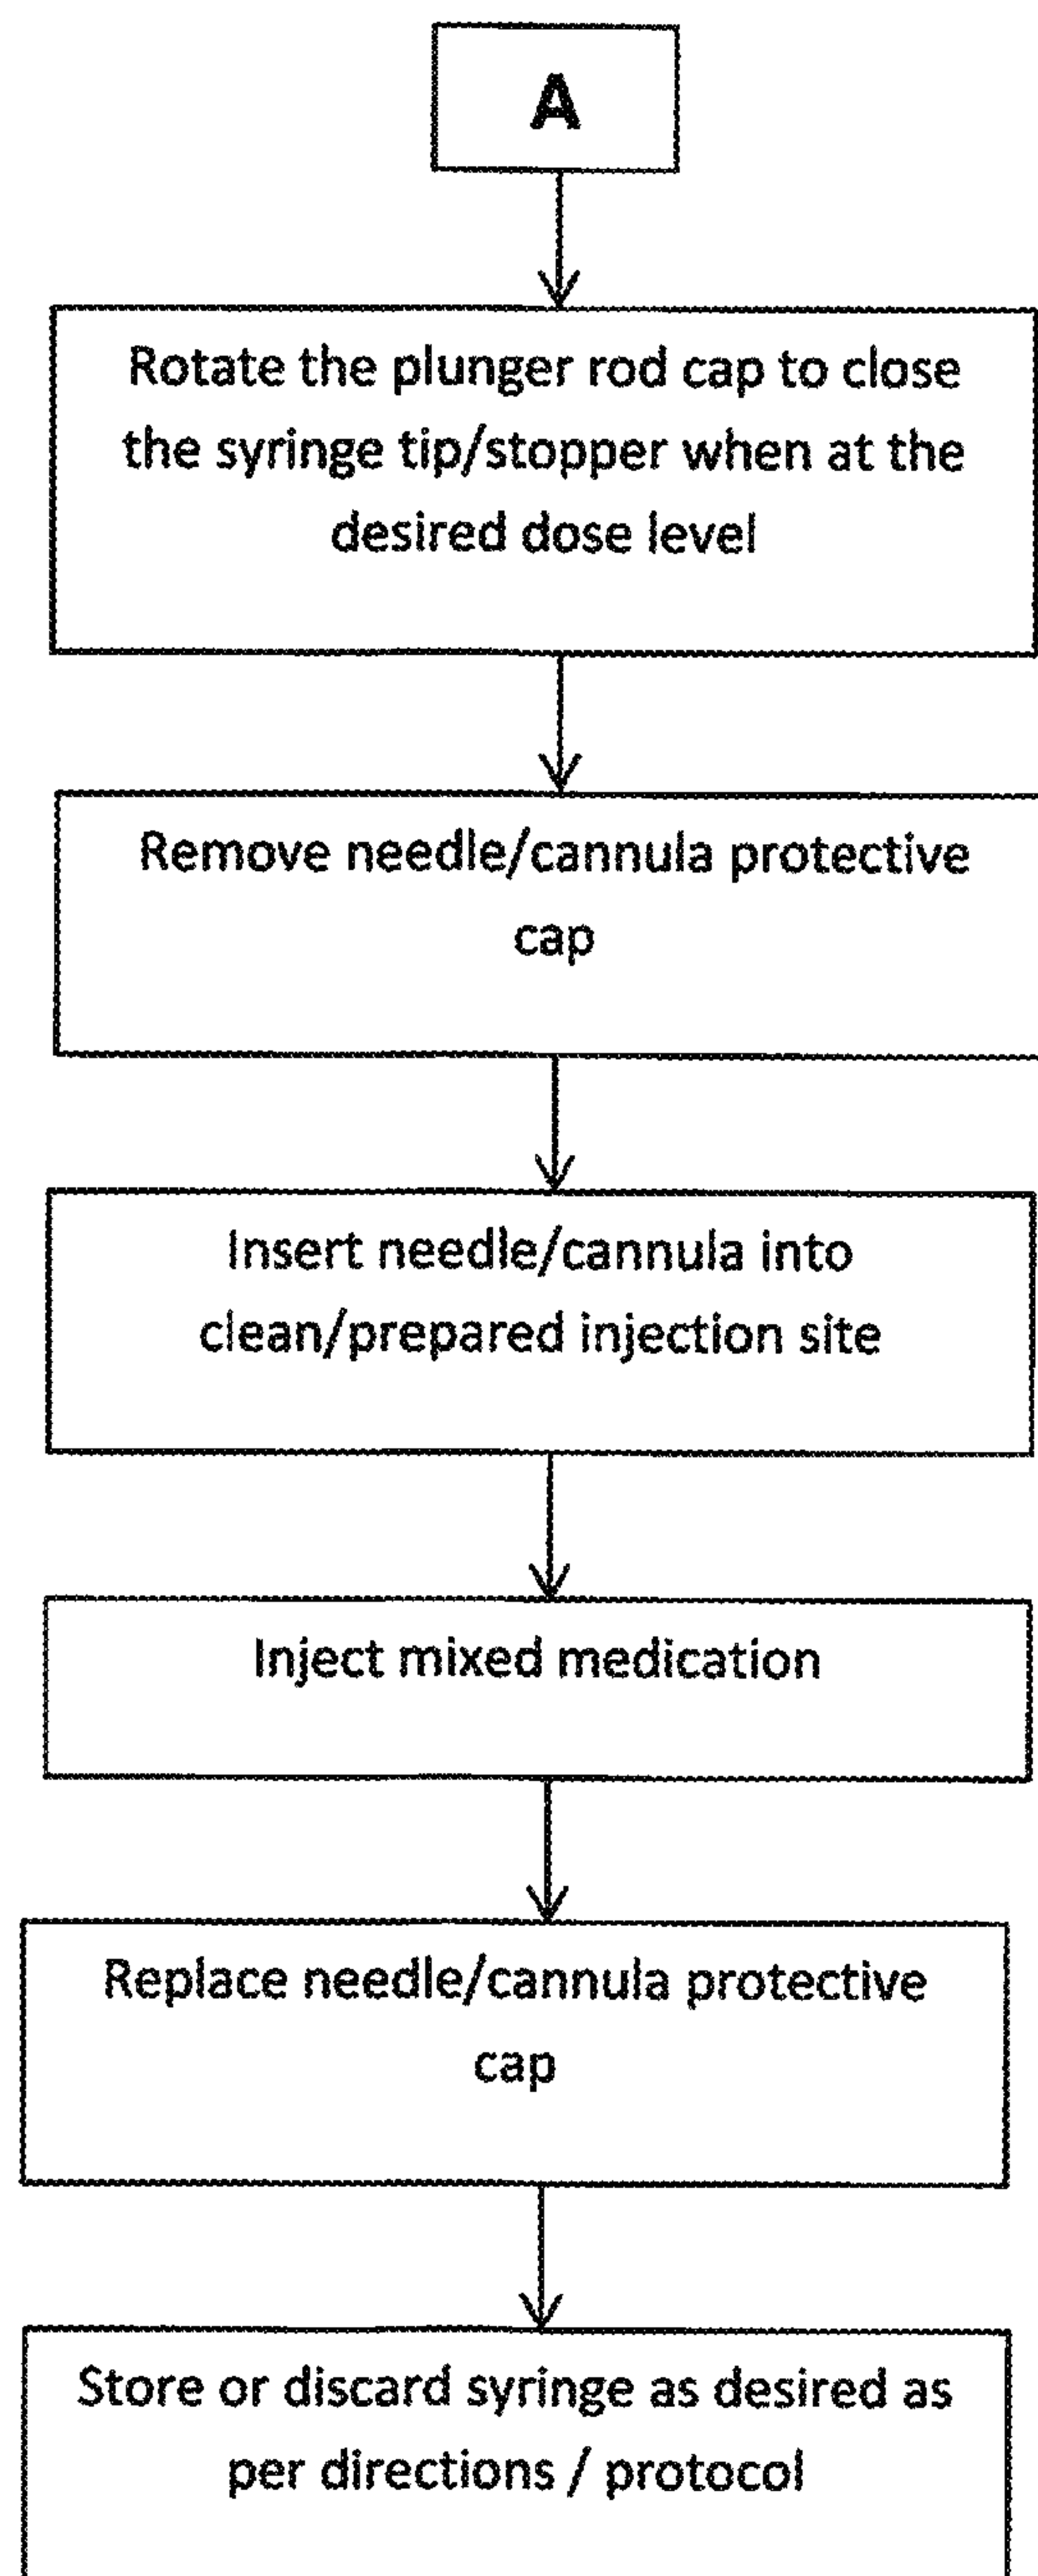 A
Rotate the plunger rod cap to close
the syringe tip/stopper when at the
desired dose level
Remove needle/cannula protective
cap
Insert needle/cannula into
clean/prepared injection site
Inject mixed medication
Replace needle/cannula protective
cap
Store or discard syringe as desired as
per directions / protocol